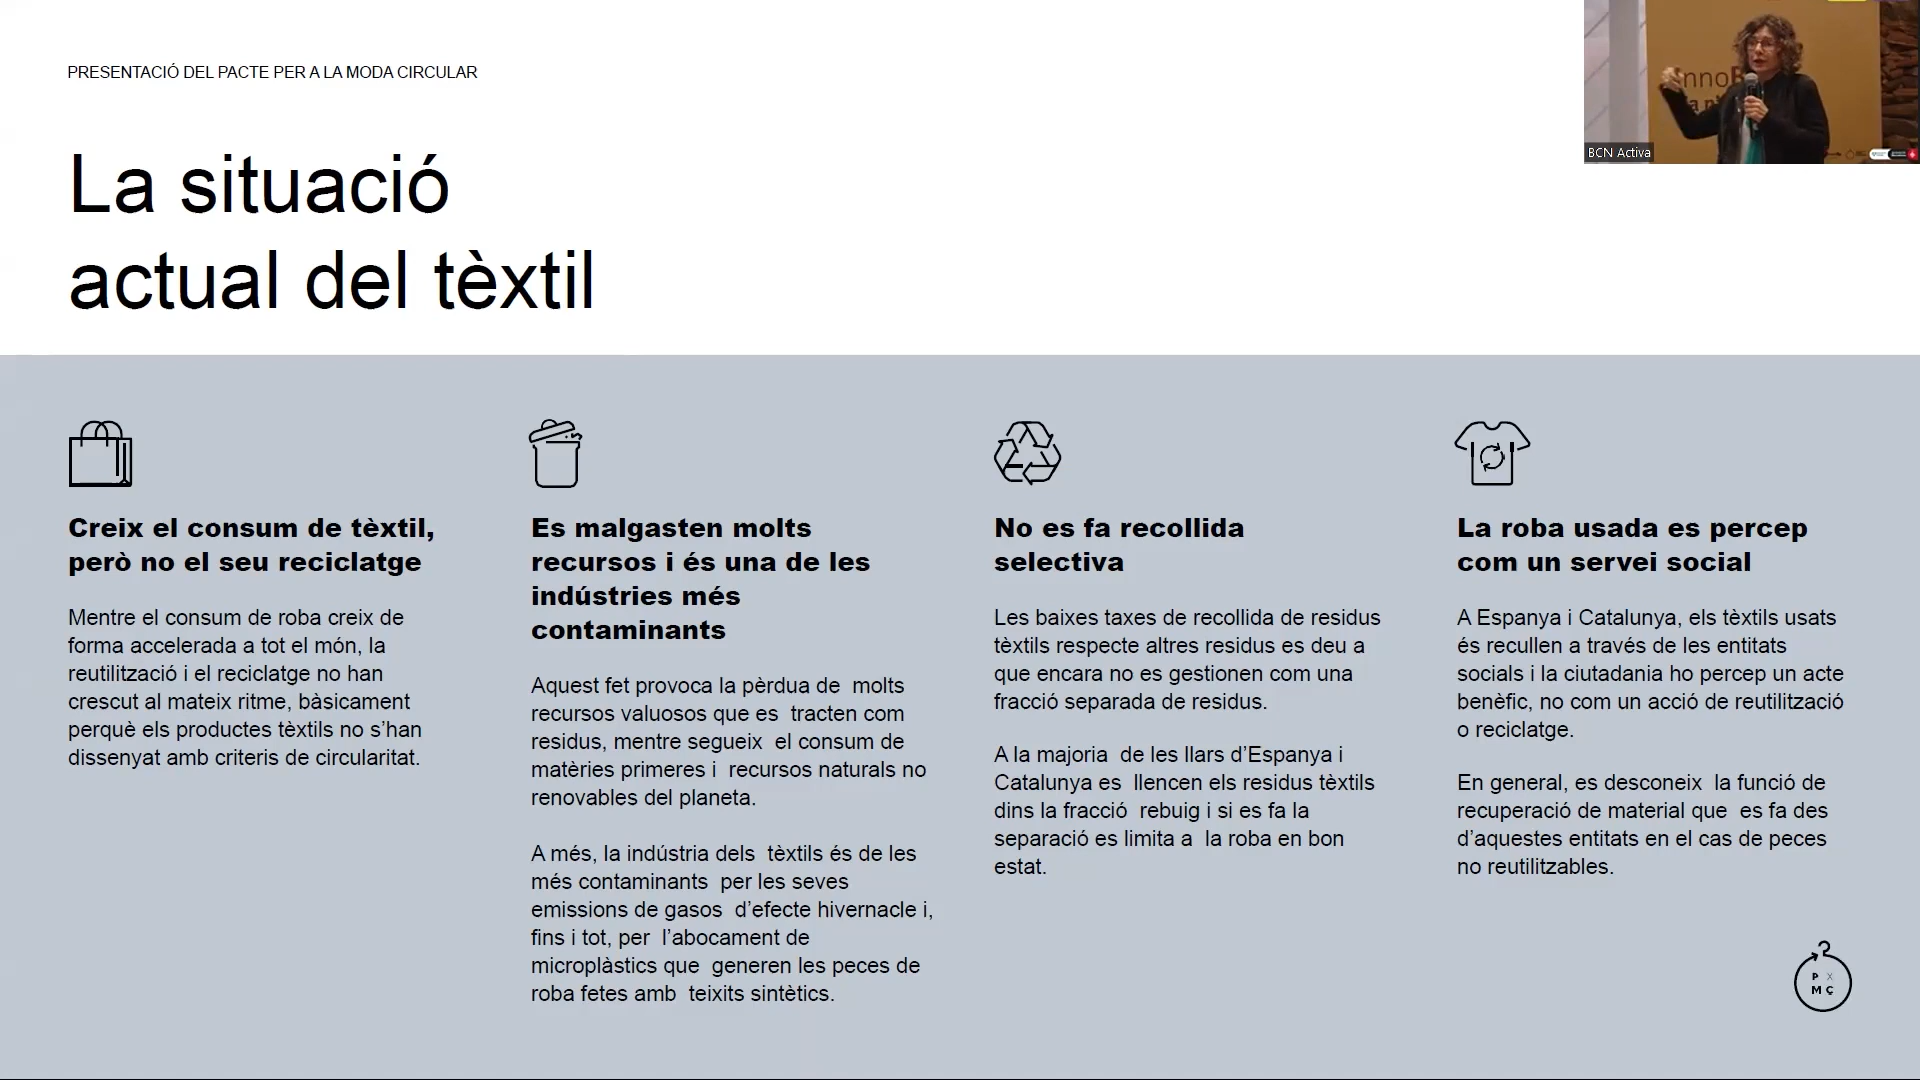 PRESENTACIÓ DEL PACTE PER A LA MODA CIRCULAR
La situació
actual del tèxtil
BCN Activa
Creix el consum de tèxtil,
però no el seu reciclatge
Mentre el consum de roba creix de
forma accelerada a tot el món, la
reutilització i el reciclatge no han
crescut al mateix ritme, bàsicament
perquè els productes tèxtils no s’han
dissenyat amb criteris de circularitat.
Es malgasten molts
recursos i és una de les
indústries més
contaminants
Aquest fet provoca la pèrdua de molts
recursos valuosos que es tracten com
residus, mentre segueix el consum de
matèries primeres i recursos naturals no
renovables del planeta.
A més, la indústria dels tèxtils és de les
més contaminants per les seves
emissions de gasos d’efecte hivernacle i,
fins i tot, per l’abocament de
microplàstics que generen les peces de
roba fetes amb teixits sintètics.
No es fa recollida
selectiva
Les baixes taxes de recollida de residus
tèxtils respecte altres residus es deu a
que encara no es gestionen com una
fracció separada de residus.
A la majoria de les llars d’Espanya i
Catalunya es llencen els residus tèxtils
dins la fracció rebuig i si es fa la
separació es limita a la roba en bon
estat.
La roba usada es percep
com un servei social
A Espanya i Catalunya, els tèxtils usats
és recullen a través de les entitats
socials i la ciutadania ho percep un acte
benèfic, no com un acció de reutilització
o reciclatge.
En general, es desconeix la funció de
recuperació de material que es fa des
d’aquestes entitats en el cas de peces
no reutilitzables.
P X
M Ç